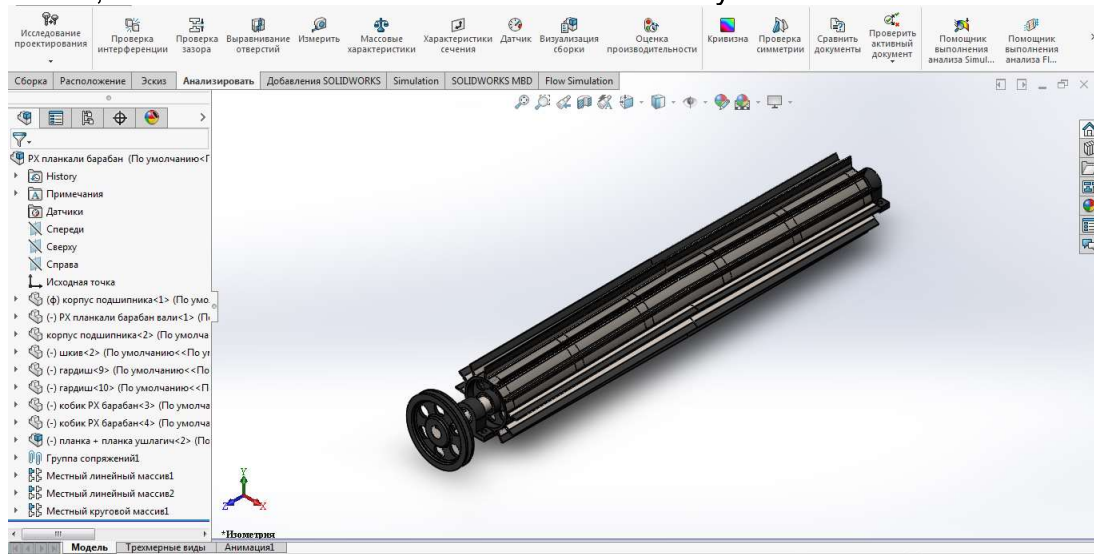 Исследование проектирования
Проверка интерференции
Проверка зазора
Выравнивание отверстий
Измерить
Массовые характеристики
Характеристики сечения
Датчик
Визуализация сборки
Оценка производительности
Кривизна
Проверка симметрии
Сравнить документы
Проверить активный документ
Помощник выполнения анализа Simul...
Помощник выполнения анализа Fl...
Сборка Расположение Эскиз Анализировать Добавления SOLIDWORKS Simulation SOLIDWORKS MBD Flow Simulation
РХ планкали барабан (По умолчанию<Г
History
Примечания
Датчики
Спереди
Сверху
Справа
Исходная точка
(ф) корпус подшипника<1> (По умо
(-) РХ планкали барабан вали<1> (П
корпус подшипника<2> (По умолча
(-) шкив<2> (По умолчанию<<По у
(-) гардиш<9> (По умолчанию<<По
(-) гардиш<10> (По умолчанию<<П
(-) кобик РХ барабан<3> (По умолча
(-) кобик РХ барабан<4> (По умолча
(-) планка + планка ушлагич<2> (По
Группа сопряжений1
Местный линейный массив1
Местный линейный массив2
Местный круговой массив1
Y
Z X
*Изометрия
Модель Трехмерные виды Анимация1